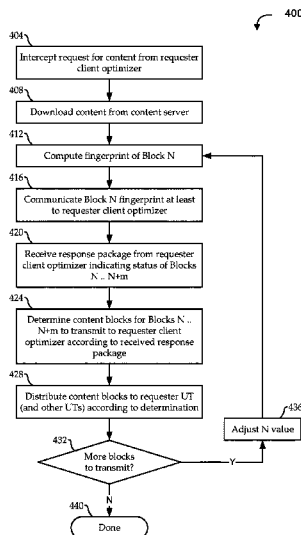 400
404
Intercept request for content from requester
client optimizer
408
Download content from content server
412
Compute fingerprint of Block N
416
Communicate Block N fingerprint at least
to requester client optimizer
420
Receive response package from requester
client optimizer indicating status of Blocks
N .. N+m
424
Determine content blocks for Blocks N ..
N+m to transmit to requester client
optimizer according to received response
package
428
Distribute content blocks to requester UT
(and other UTs) according to determination
432
More blocks
to transmit?
Y
436
Adjust N value
N
440
Done